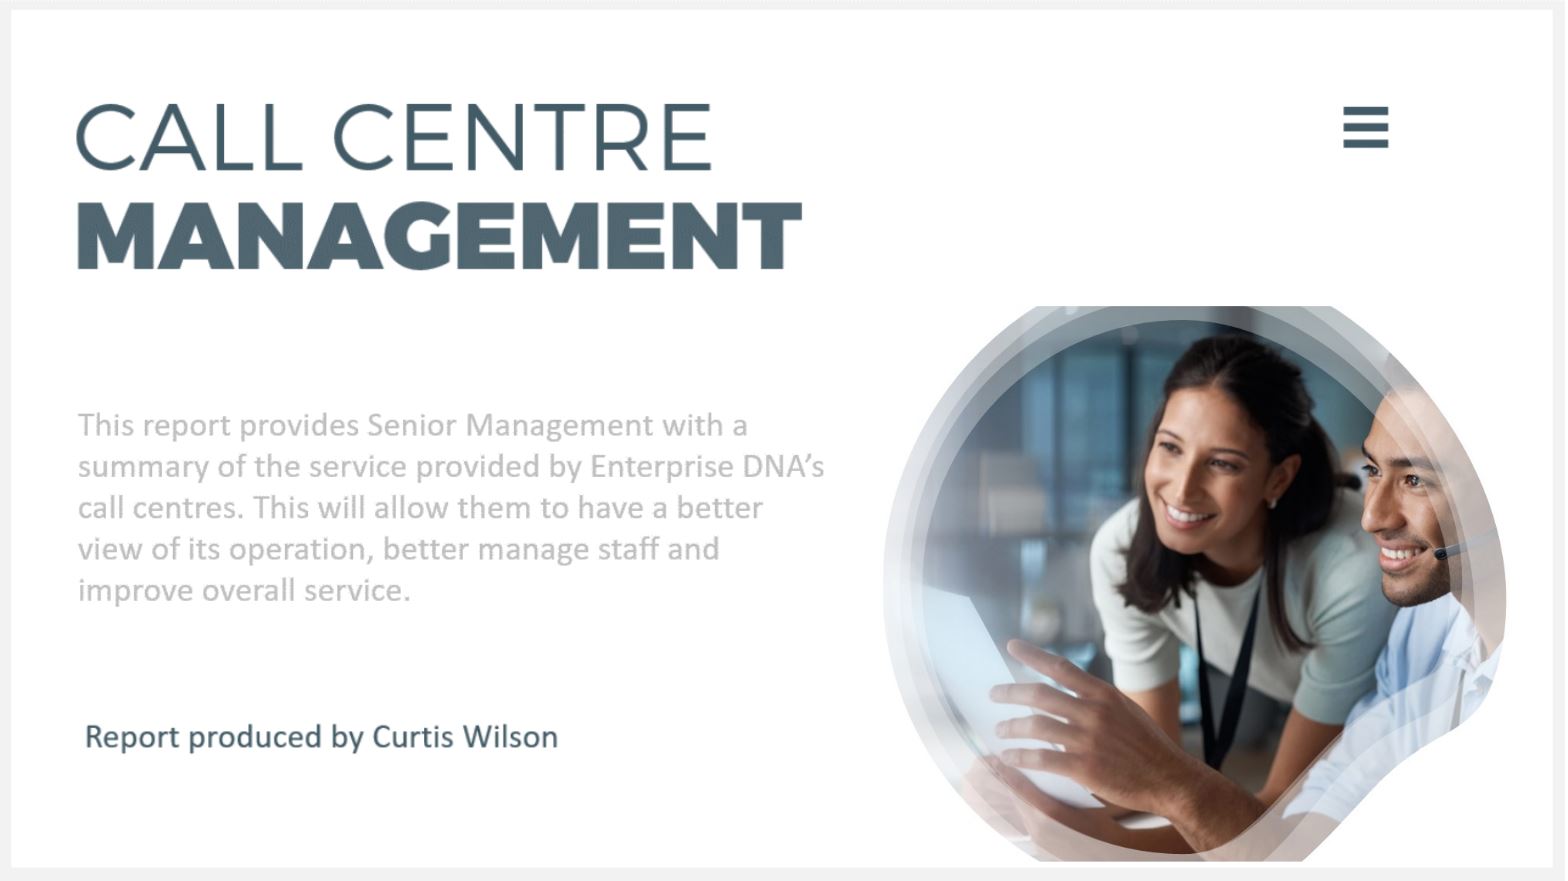 CALL CENTRE
MANAGEMENT
This report provides Senior Management with a
summary of the service provided by Enterprise DNA’s
call centres. This will allow them to have a better
view of its operation, better manage staff and
improve overall service.
Report produced by Curtis Wilson